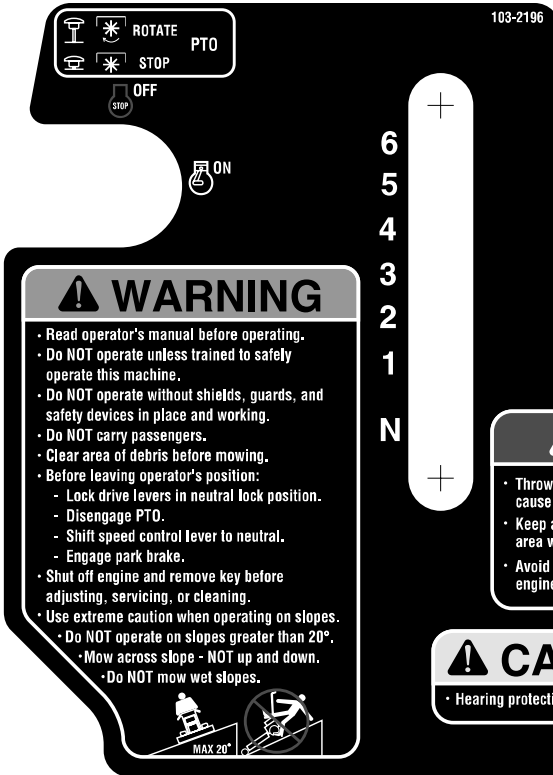 103-2196
ROTATE
PTO
STOP
OFF
STOP
ON
6
5
4
3
2
1
N
WARNING
· Read operator's manual before operating.
· Do NOT operate unless trained to safely
operate this machine.
· Do NOT operate without shields, guards, and
safety devices in place and working.
· Do NOT carry passengers.
· Clear area of debris before mowing.
· Before leaving operator's position:
- Lock drive levers in neutral lock position.
- Disengage PTO.
- Shift speed control lever to neutral.
- Engage park brake.
· Shut off engine and remove key before
adjusting, servicing, or cleaning.
· Use extreme caution when operating on slopes.
· Do NOT operate on slopes greater than 20°.
· Mow across slope - NOT up and down.
· Do NOT mow wet slopes.
MAX 20°
· Throw
cause
· Keep a
area w
· Avoid
engine
CA
· Hearing protecti